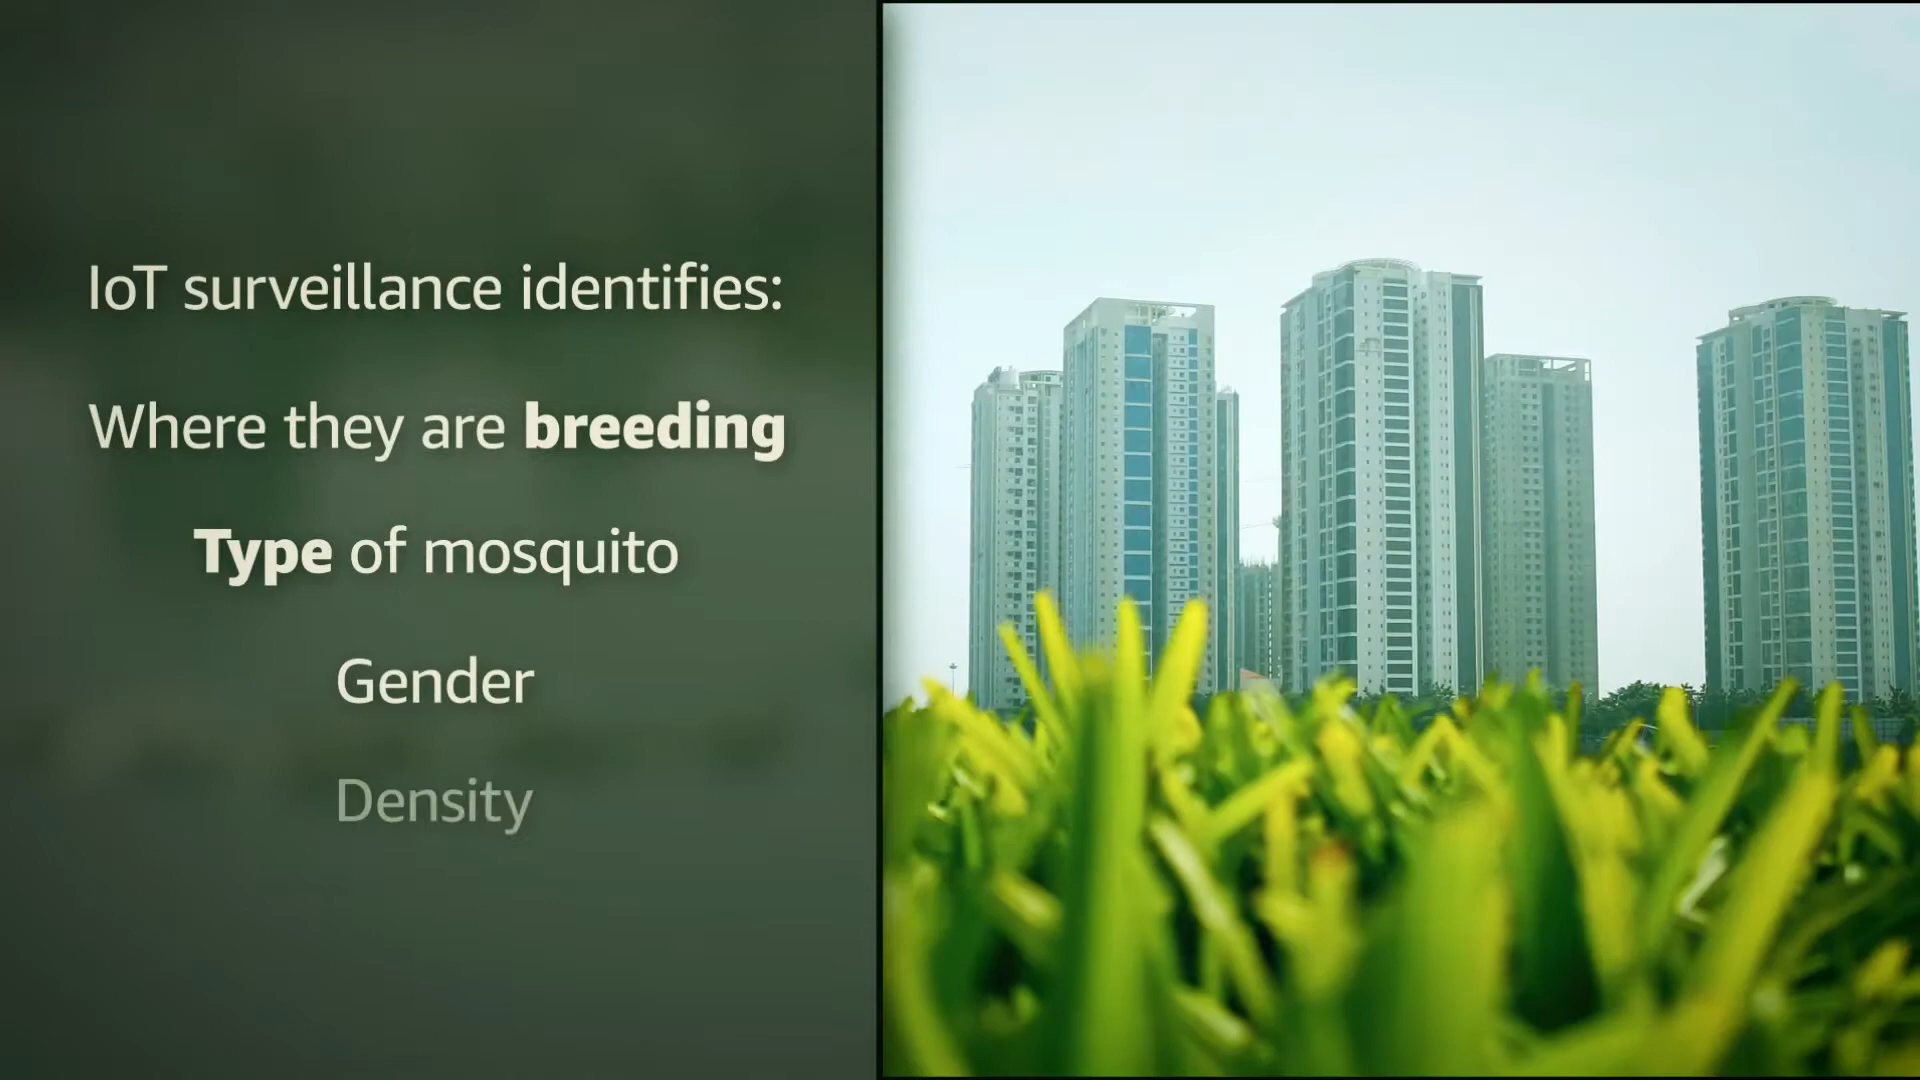 IoT surveillance identifies:
Where they are breeding
Type of mosquito
Gender
Density